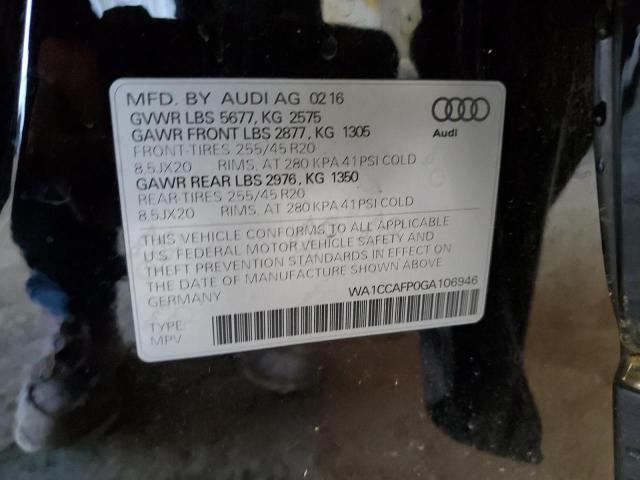 MFD. BY AUDI AG 02 16
GVWR LBS 5677, KG 2575
GAWR FRONT LBS 2877, KG 1305
FRONT-TIRES 255/45 R20
8,5JX20 RIMS, AT 280 KPA 41 PSI COLD
GAWR REAR LBS 2976, KG 1350
REAR-TIRES 255/45 R20
8,5JX20 RIMS, AT 280 KPA 41 PSI COLD
Audi
THIS VEHICLE CONFORMS TO ALL APPLICABLE
U.S. FEDERAL MOTOR VEHICLE SAFETY AND
THEFT PREVENTION STANDARDS IN EFFECT ON
THE DATE OF MANUFACTURE SHOWN ABOVE
GERMANY
WA1CCAFP0GA106946
TYPE:
MPV